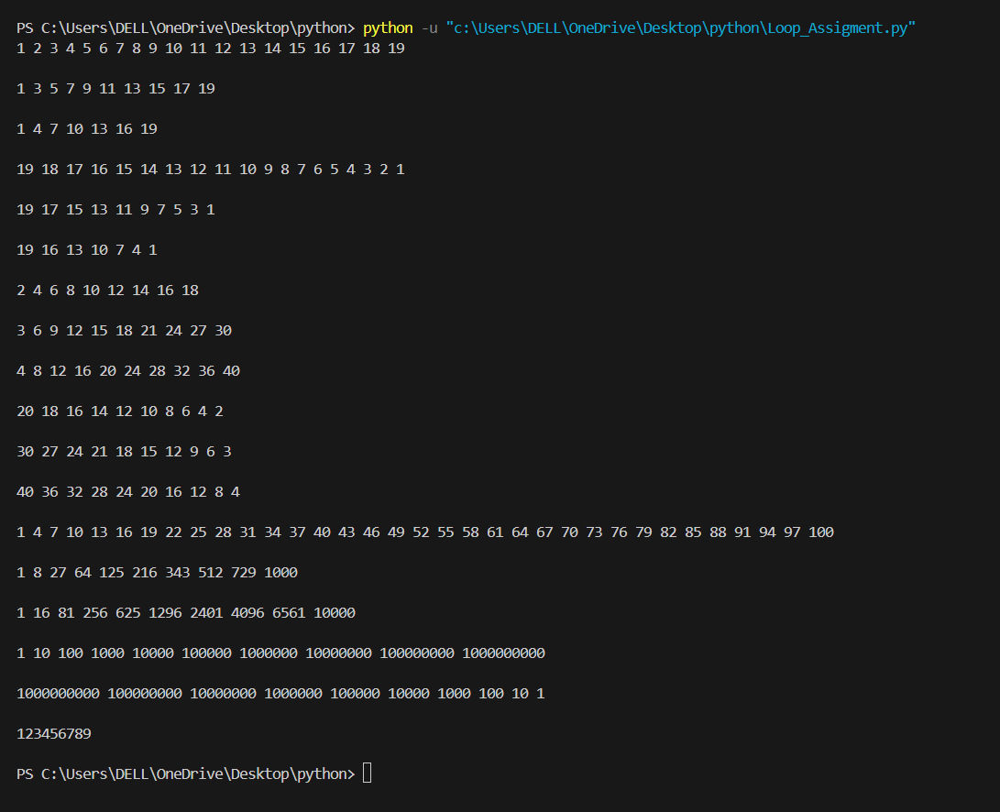 PS C:\Users\DELL\OneDrive\Desktop\python> python -u "c:\Users\DELL\OneDrive\Desktop\python\Loop_Assigment.py"
1 2 3 4 5 6 7 8 9 10 11 12 13 14 15 16 17 18 19
1 3 5 7 9 11 13 15 17 19
1 4 7 10 13 16 19
19 18 17 16 15 14 13 12 11 10 9 8 7 6 5 4 3 2 1
19 17 15 13 11 9 7 5 3 1
19 16 13 10 7 4 1
2 4 6 8 10 12 14 16 18
3 6 9 12 15 18 21 24 27 30
4 8 12 16 20 24 28 32 36 40
20 18 16 14 12 10 8 6 4 2
30 27 24 21 18 15 12 9 6 3
40 36 32 28 24 20 16 12 8 4
1 4 7 10 13 16 19 22 25 28 31 34 37 40 43 46 49 52 55 58 61 64 67 70 73 76 79 82 85 88 91 94 97 100
1 8 27 64 125 216 343 512 729 1000
1 16 81 256 625 1296 2401 4096 6561 10000
1 10 100 1000 10000 100000 1000000 10000000 100000000 1000000000
1000000000 100000000 10000000 1000000 100000 10000 1000 100 10 1
123456789
PS C:\Users\DELL\OneDrive\Desktop\python>